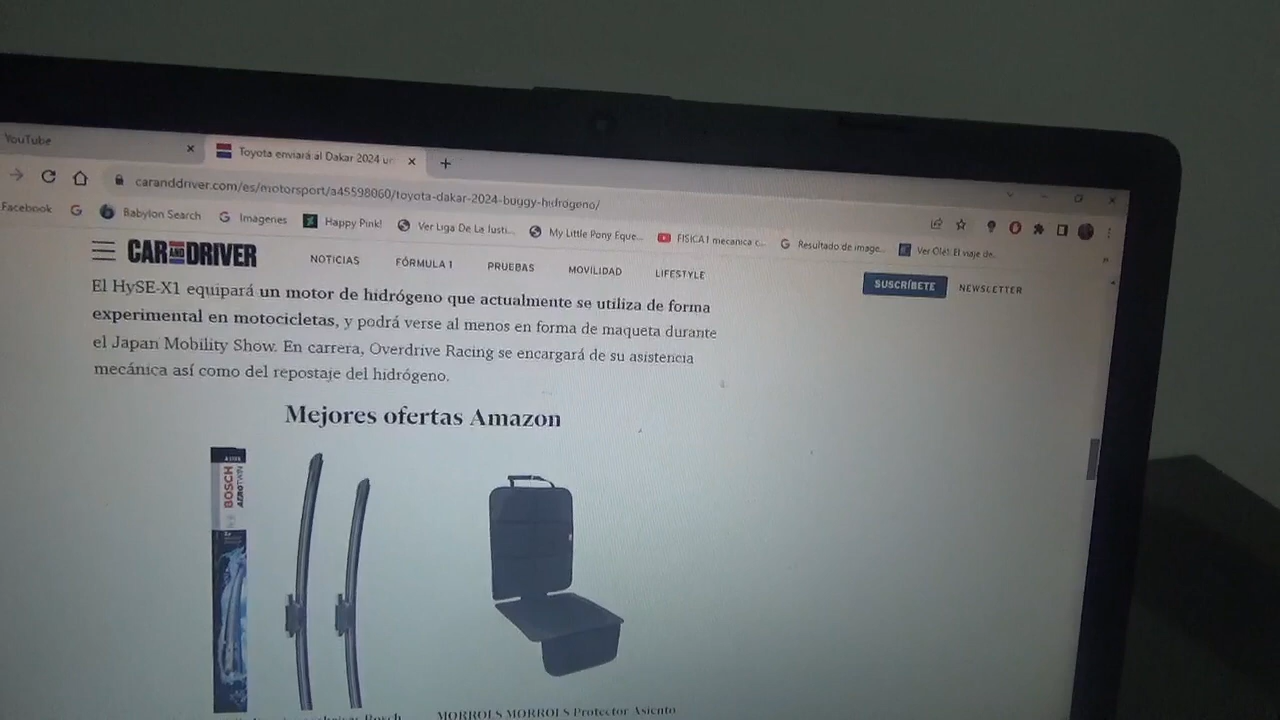 YouTube
Toyota enviará al Dakar 2024 un
caranddriver.com/es/motorsport/a45598060/toyota-dakar-2024-buggy-hidrogeno/
Facebook
Babylon Search
Imágenes
Happy Pink!
Ver Liga De La Justi...
My Little Pony Eque...
FISICA I mecanica c...
Resultado de image...
Ver Olé!: El viaje de
CAR AND DRIVER
NOTICIAS
FÓRMULA 1
PRUEBAS
MOVILIDAD
LIFESTYLE
SUSCRÍBETE
NEWSLETTER
El HySE-X1 equipará un motor de hidrógeno que actualmente se utiliza de forma
experimental en motocicletas, y podrá verse al menos en forma de maqueta durante
el Japan Mobility Show. En carrera, Overdrive Racing se encargará de su asistencia
mecánica así como del repostaje del hidrógeno.
Mejores ofertas Amazon
BOSCH
AEROTWIN
Bosch
MORROLS MORROLS Protector Asiento